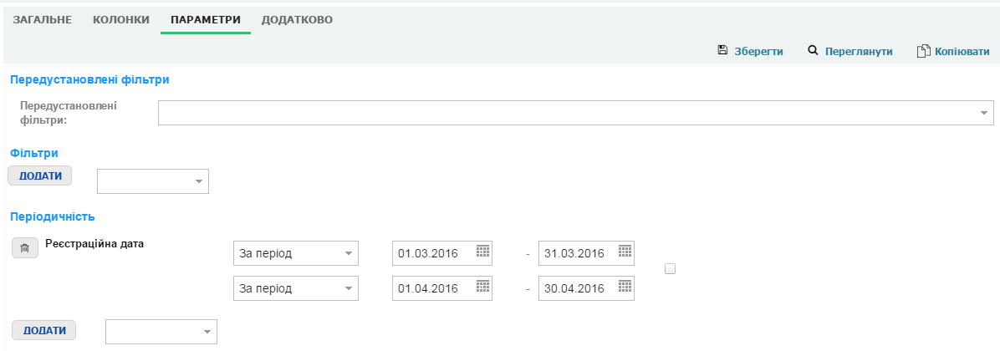 ЗАГАЛЬНЕ КОЛОНКИ ПАРАМЕТРИ ДОДАТКОВО
Зберегти Переглянути Копіювати
Передустановлені фільтри
Передустановлені
фільтри:
Фільтри
ДОДАТИ
Періодичність
Реєстраційна дата
За період 01.03.2016 - 31.03.2016
За період 01.04.2016 - 30.04.2016
ДОДАТИ